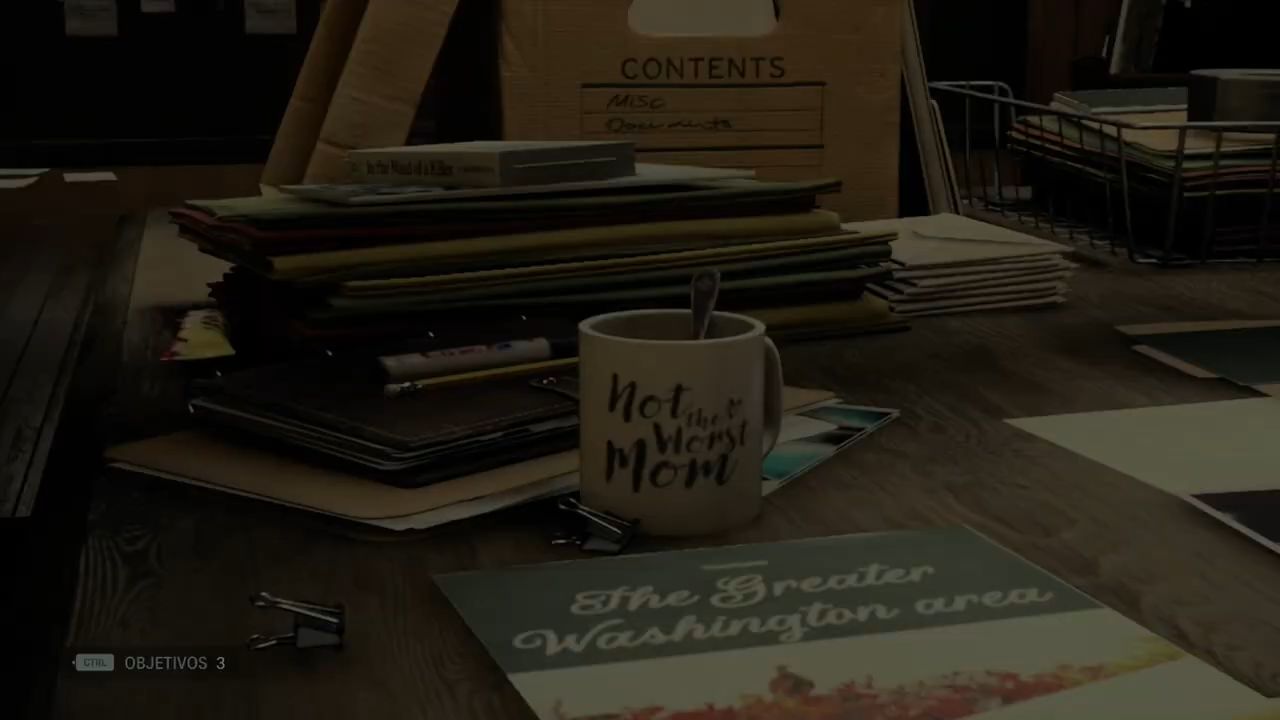 CONTENTS
Misc
Documents
In the Mind of a Killer
Not
the
Worst
Mom
The Greater
Washington area
CTRL OBJETIVOS 3